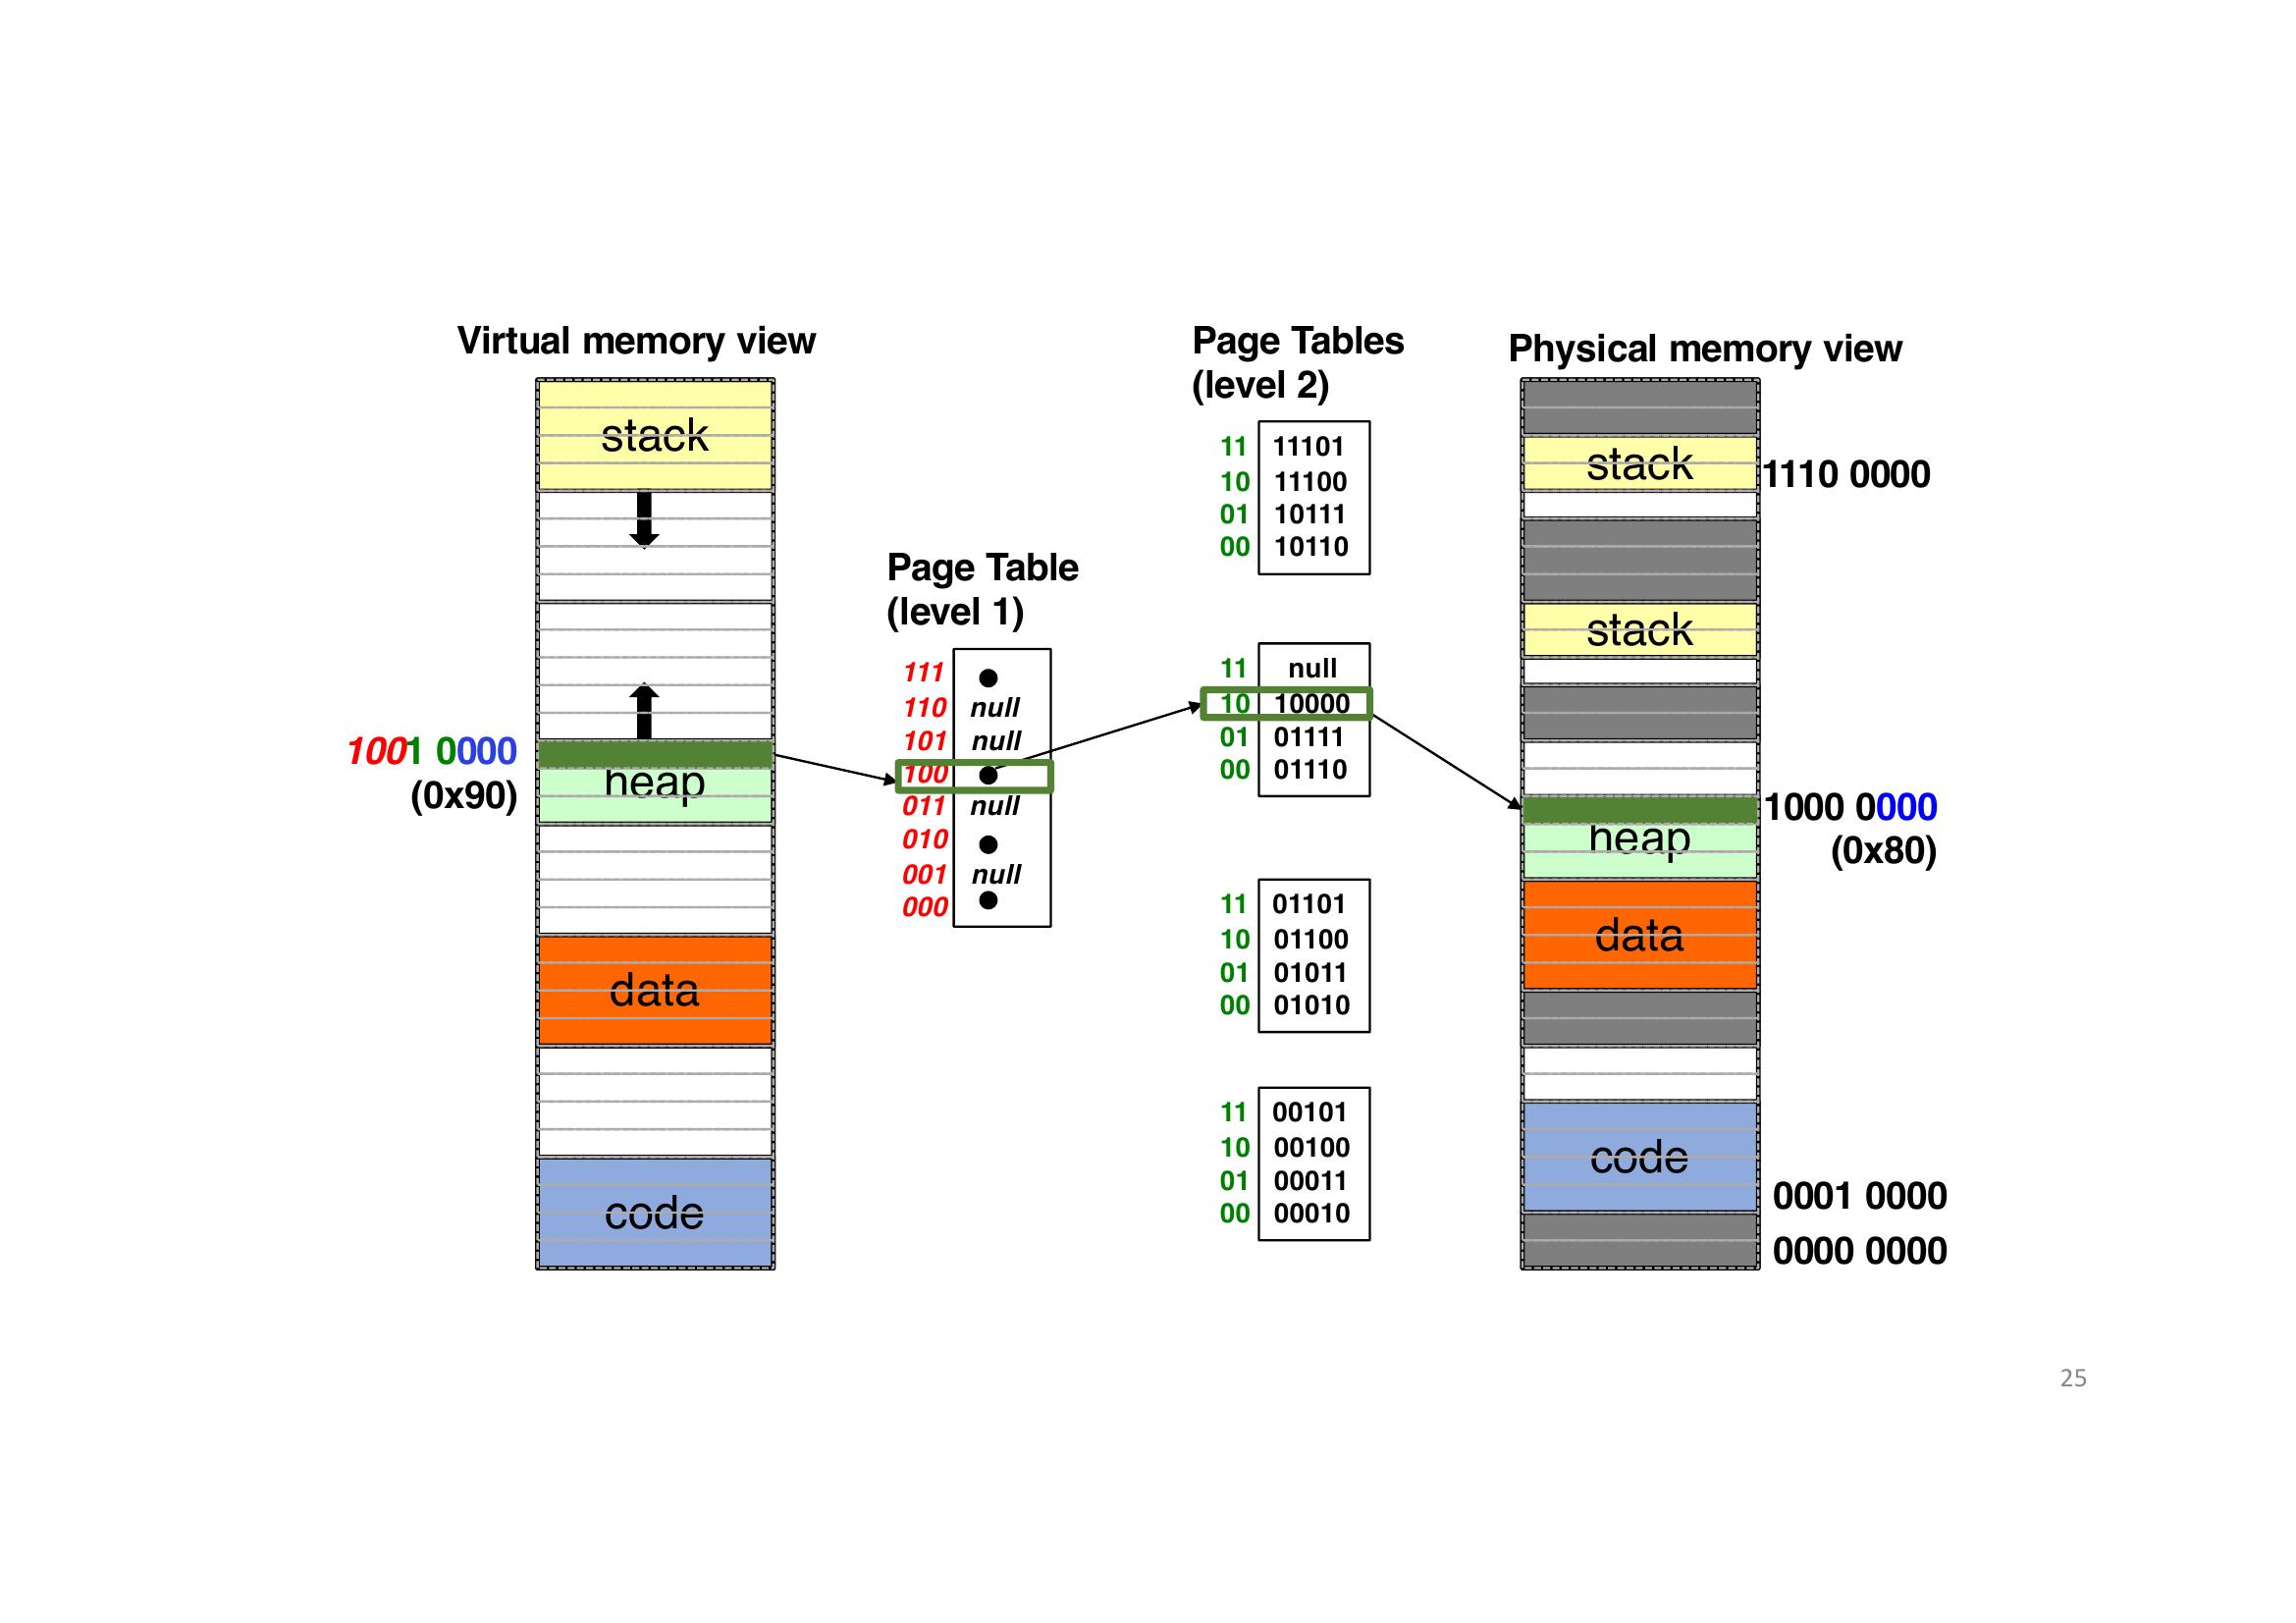 Virtual memory view
stack
heap
data
code
1001 0000
(0x90)
Page Table
(level 1)
111
110 null
101 null
100
011 null
010
001 null
000
Page Tables
(level 2)
11 11101
10 11100
01 10111
00 10110
11 null
10 10000
01 01111
00 01110
11 01101
10 01100
01 01011
00 01010
11 00101
10 00100
01 00011
00 00010
Physical memory view
stack
1110 0000
stack
1000 0000
(0x80)
heap
data
code
0001 0000
0000 0000
25